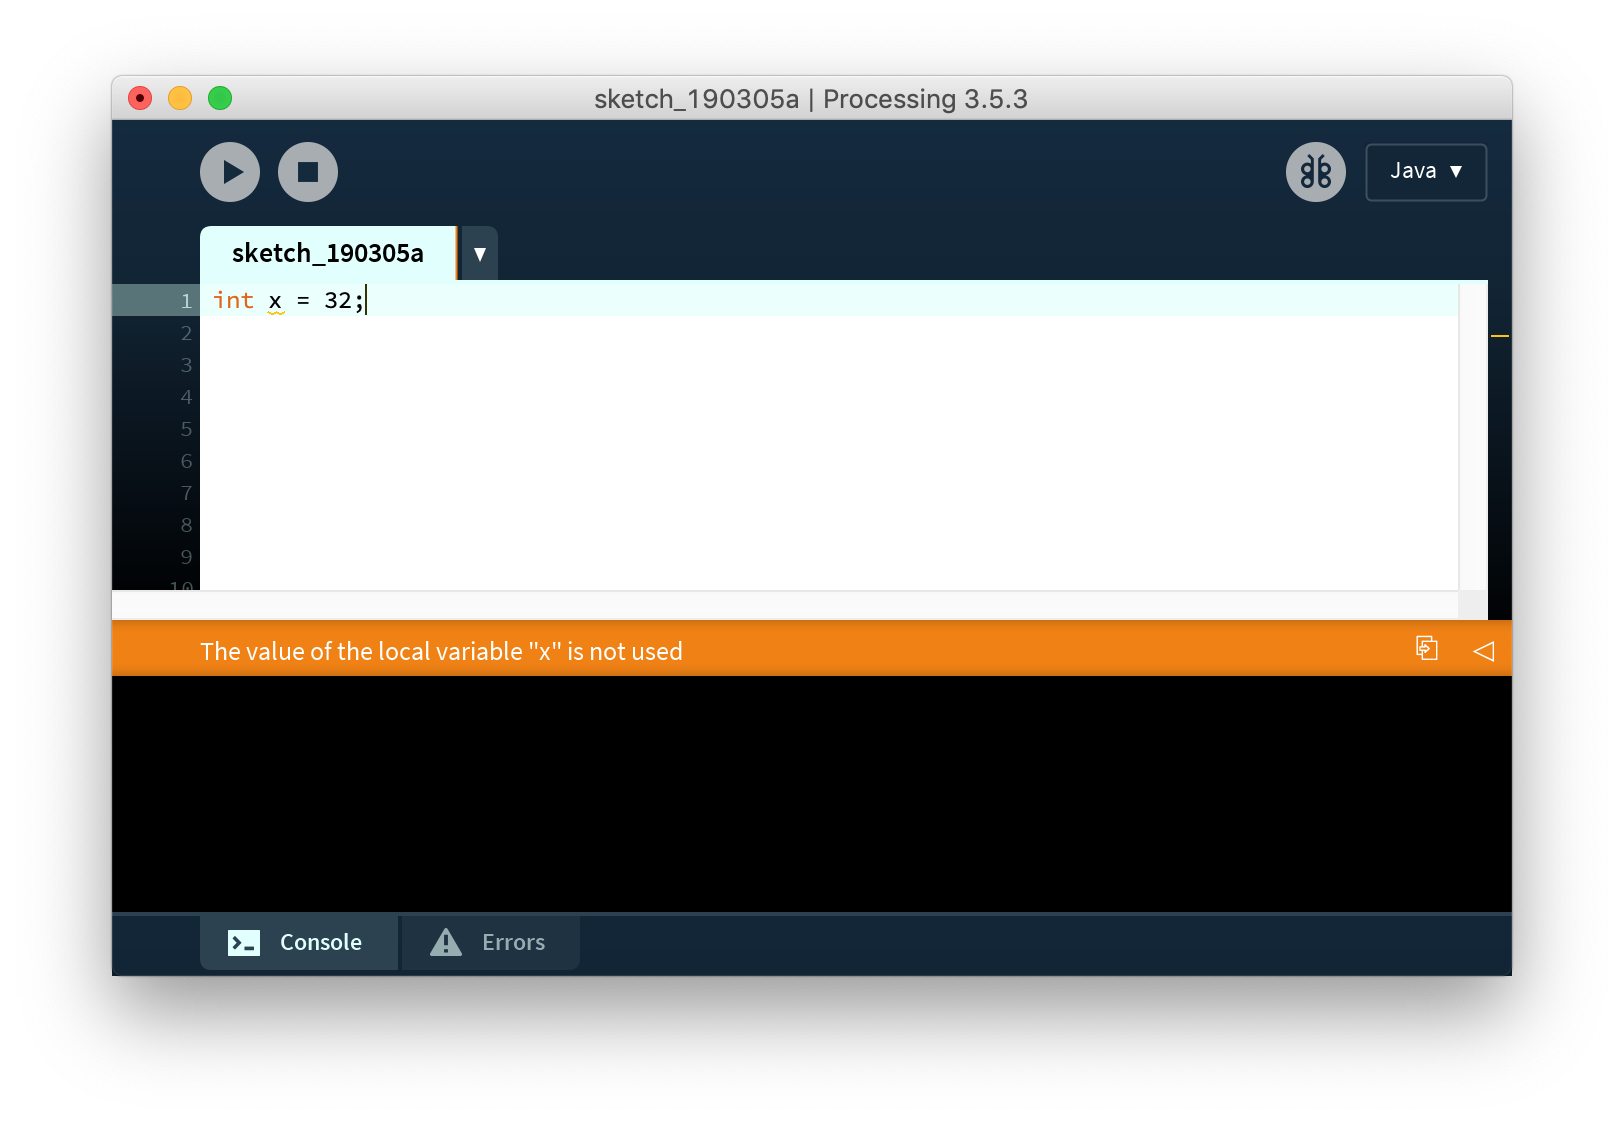 sketch_190305a | Processing 3.5.3
Java ▼
sketch_190305a ▼
1 int x = 32;
2
3
4
5
6
7
8
9
10
The value of the local variable "x" is not used
Console Errors